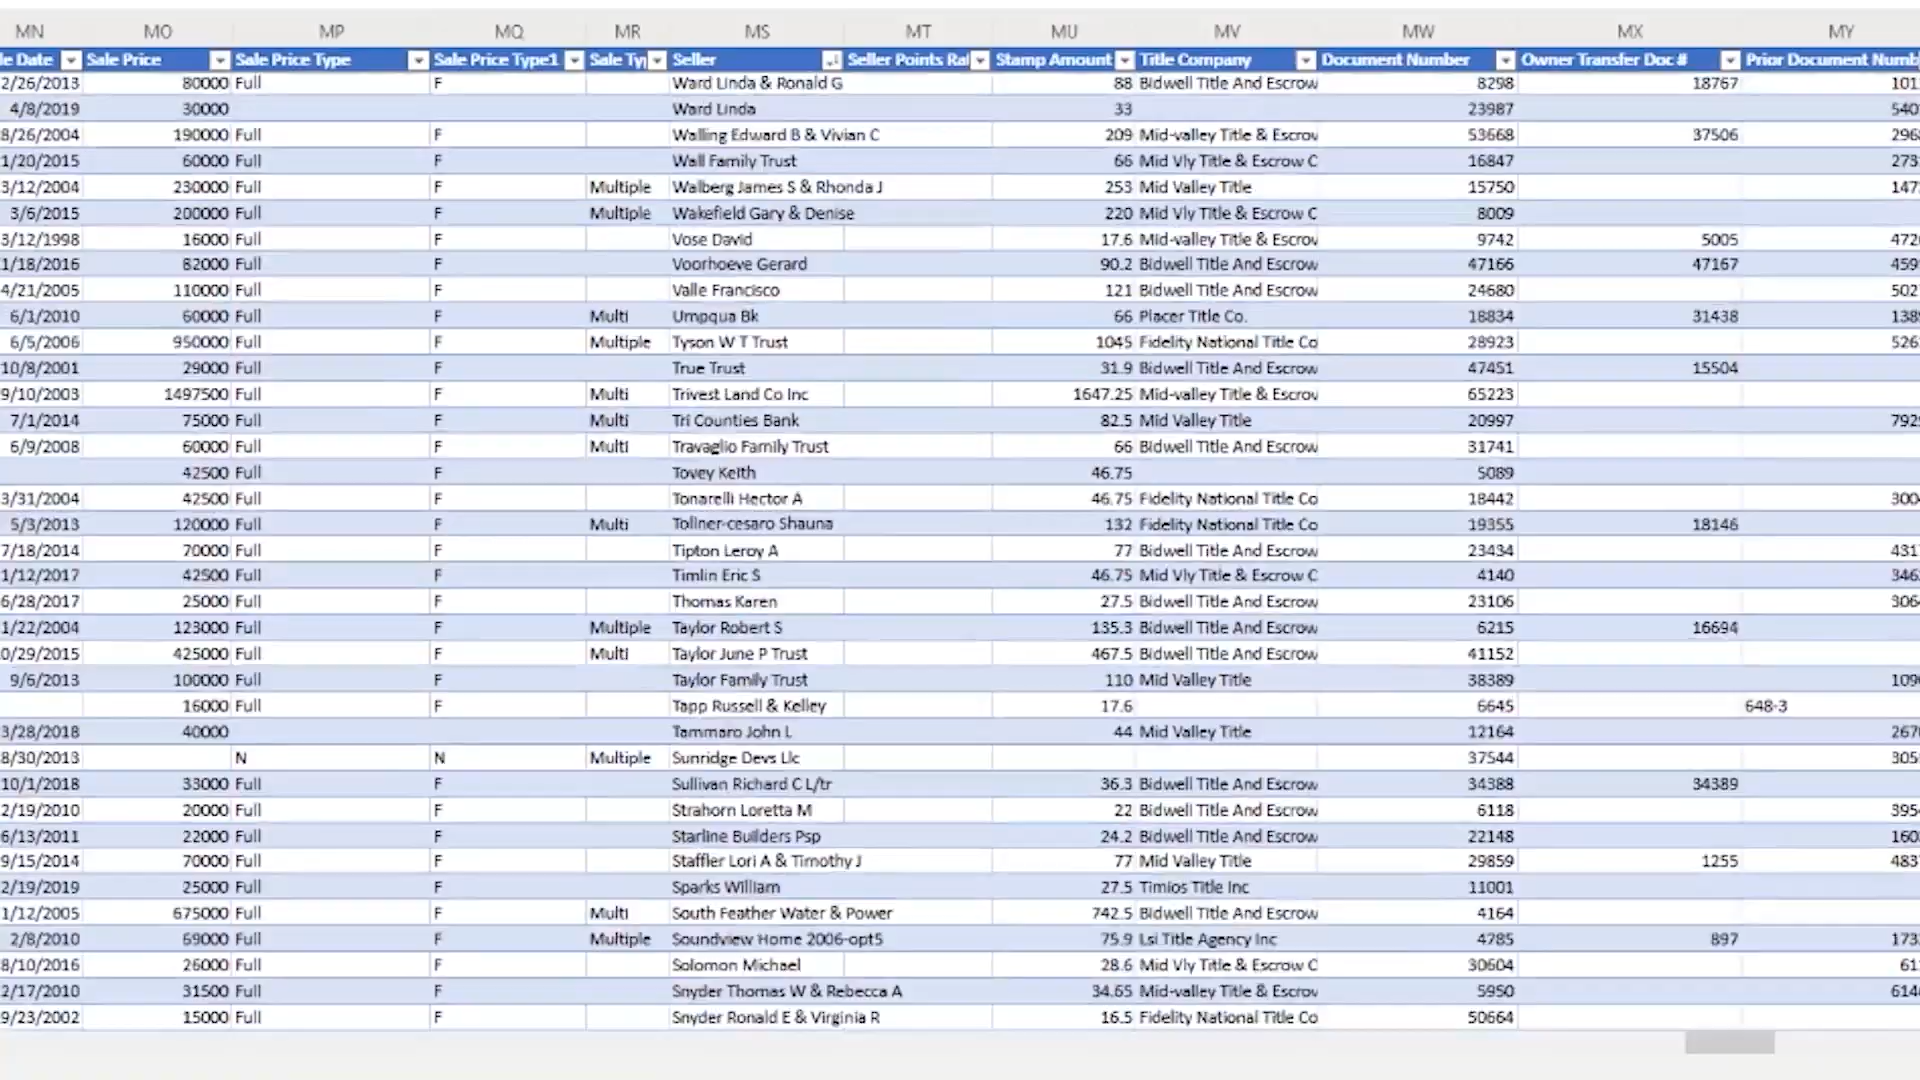 MN MO MP MQ MR MS MT MU MV MW MX MY
le Date Sale Price Sale Price Type Sale Price Type1 Sale Typ Seller Seller Points Rat Stamp Amount Title Company Document Number Owner Transfer Doc # Prior Document Numb
2/26/2013 80000 Full F Ward Linda & Ronald G 88 Bidwell Title And Escrow 8298 18767 101
4/8/2019 30000 Ward Linda 33 23987 540
8/26/2004 190000 Full F Walling Edward B & Vivian C 209 Mid-valley Title & Escrov 53668 37506 296
1/20/2015 60000 Full F Wall Family Trust 66 Mid Vly Title & Escrow C 16847 273
3/12/2004 230000 Full F Multiple Walberg James S & Rhonda J 253 Mid Valley Title 15750 147
3/6/2015 200000 Full F Multiple Wakefield Gary & Denise 220 Mid Vly Title & Escrow C 8009
3/12/1998 16000 Full F Vose David 17.6 Mid-valley Title & Escrov 9742 5005 472
1/18/2016 82000 Full F Voorhoeve Gerard 90.2 Bidwell Title And Escrow 47166 47167 459
4/21/2005 110000 Full F Valle Francisco 121 Bidwell Title And Escrow 24680 502
6/1/2010 60000 Full F Multi Umpqua Bk 66 Placer Title Co. 18834 31438 138
6/5/2006 950000 Full F Multiple Tyson W T Trust 1045 Fidelity National Title Co 28923 526
10/8/2001 29000 Full F True Trust 31.9 Bidwell Title And Escrow 47451 15504
9/10/2003 1497500 Full F Multi Trivest Land Co Inc 1647.25 Mid-valley Title & Escrov 65223
7/1/2014 75000 Full F Multi Tri Counties Bank 82.5 Mid Valley Title 20997 792
6/9/2008 60000 Full F Multi Travaglio Family Trust 66 Bidwell Title And Escrow 31741
42500 Full F Tovey Keith 46.75 5089
3/31/2004 42500 Full F Tonarelli Hector A 46.75 Fidelity National Title Co 18442 300
5/3/2013 120000 Full F Multi Tollner-cesaro Shauna 132 Fidelity National Title Co 19355 18146
7/18/2014 70000 Full F Tipton Leroy A 77 Bidwell Title And Escrow 23434 431
1/12/2017 42500 Full F Timlin Eric S 46.75 Mid Vly Title & Escrow C 4140 346
6/28/2017 25000 Full F Thomas Karen 27.5 Bidwell Title And Escrow 23106 306
1/22/2004 123000 Full F Multiple Taylor Robert S 135.3 Bidwell Title And Escrow 6215 16694
0/29/2015 425000 Full F Multi Taylor June P Trust 467.5 Bidwell Title And Escrow 41152
9/6/2013 100000 Full F Taylor Family Trust 110 Mid Valley Title 38389 109
16000 Full F Tapp Russell & Kelley 17.6 6645 648-3
3/28/2018 40000 Tammaro John L 44 Mid Valley Title 12164 267
8/30/2013 N N Multiple Sunridge Devs Llc 37544 305
10/1/2018 33000 Full F Sullivan Richard C L/tr 36.3 Bidwell Title And Escrow 34388 34389
2/19/2010 20000 Full F Strahorn Loretta M 22 Bidwell Title And Escrow 6118 395
6/13/2011 22000 Full F Starline Builders Psp 24.2 Bidwell Title And Escrow 22148 160
9/15/2014 70000 Full F Staffler Lori A & Timothy J 77 Mid Valley Title 29859 1255 483
2/19/2019 25000 Full F Sparks William 27.5 Timios Title Inc 11001
1/12/2005 675000 Full F Multi South Feather Water & Power 742.5 Bidwell Title And Escrow 4164
2/8/2010 69000 Full F Multiple Soundview Home 2006-opt5 75.9 Lsi Title Agency Inc 4785 897 173
8/10/2016 26000 Full F Solomon Michael 28.6 Mid Vly Title & Escrow C 30604 61
2/17/2010 31500 Full F Snyder Thomas W & Rebecca A 34.65 Mid-valley Title & Escrov 5950 614
9/23/2002 15000 Full F Snyder Ronald E & Virginia R 16.5 Fidelity National Title Co 50664